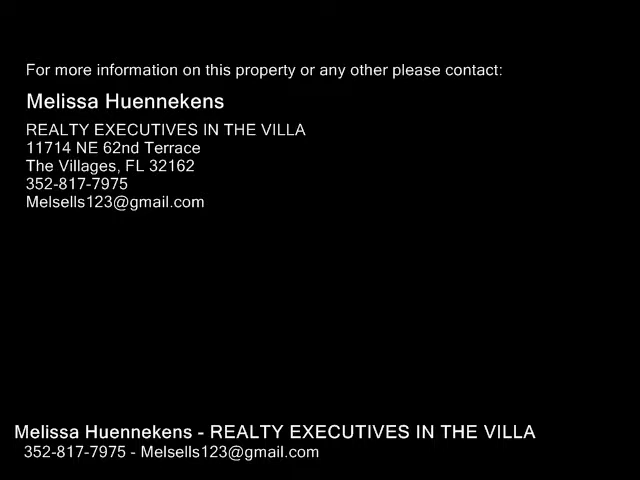 For more information on this property or any other please contact:
Melissa Huennekens
REALTY EXECUTIVES IN THE VILLA
11714 NE 62nd Terrace
The Villages, FL 32162
352-817-7975
Melsells123@gmail.com
Melissa Huennekens - REALTY EXECUTIVES IN THE VILLA
352-817-7975 - Melsells123@gmail.com